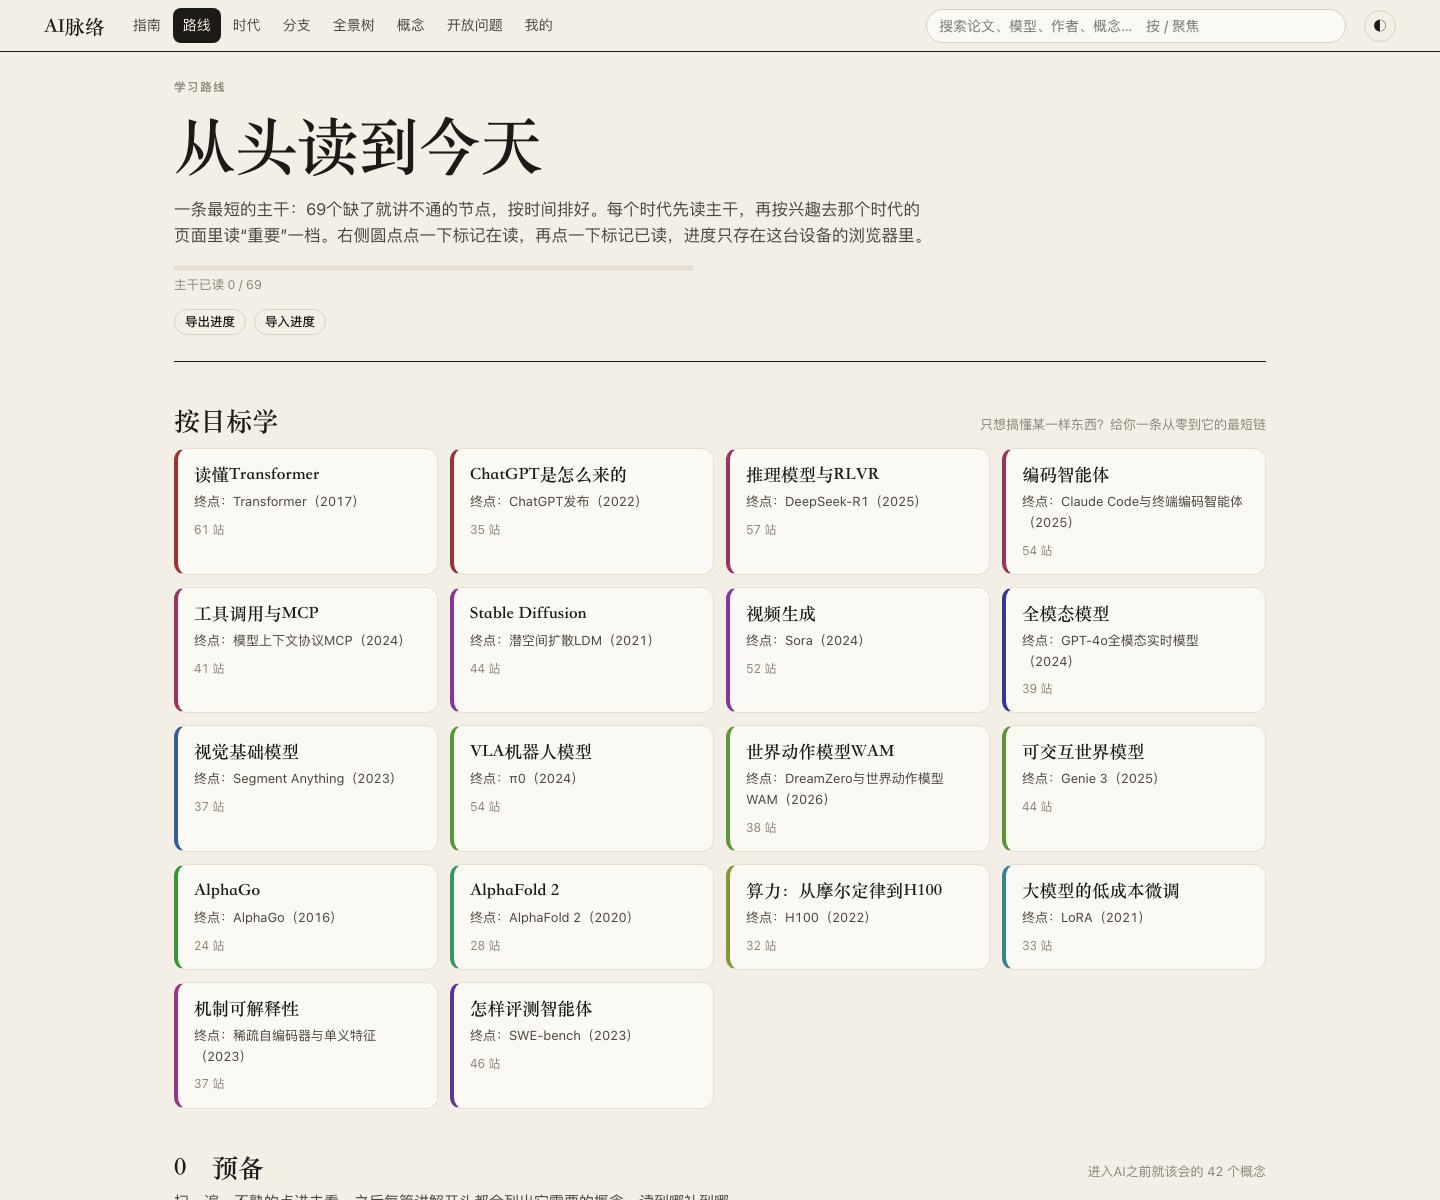 AI脉络 指南 路线 时代 分支 全景树 概念 开放问题 我的 搜索论文、模型、作者、概念… 按 / 聚焦
学习路线
从头读到今天
一条最短的主干：69个缺了就讲不通的节点，按时间排好。每个时代先读主干，再按兴趣去那个时代的
页面里读“重要”一档。右侧圆点点一下标记在读，再点一下标记已读，进度只存在这台设备的浏览器里。
主干已读 0 / 69
导出进度 导入进度
按目标学 只想搞懂某一样东西？给你一条从零到它的最短链
读懂Transformer
终点：Transformer（2017）
61 站
ChatGPT是怎么来的
终点：ChatGPT发布（2022）
35 站
推理模型与RLVR
终点：DeepSeek-R1（2025）
57 站
编码智能体
终点：Claude Code与终端编码智能体
（2025）
54 站
工具调用与MCP
终点：模型上下文协议MCP（2024）
41 站
Stable Diffusion
终点：潜空间扩散LDM（2021）
44 站
视频生成
终点：Sora（2024）
52 站
全模态模型
终点：GPT-4o全模态实时模型
（2024）
39 站
视觉基础模型
终点：Segment Anything（2023）
37 站
VLA机器人模型
终点：π0（2024）
54 站
世界动作模型WAM
终点：DreamZero与世界动作模型
WAM（2026）
38 站
可交互世界模型
终点：Genie 3（2025）
44 站
AlphaGo
终点：AlphaGo（2016）
24 站
AlphaFold 2
终点：AlphaFold 2（2020）
28 站
算力：从摩尔定律到H100
终点：H100（2022）
32 站
大模型的低成本微调
终点：LoRA（2021）
33 站
机制可解释性
终点：稀疏自编码器与单义特征
（2023）
37 站
怎样评测智能体
终点：SWE-bench（2023）
46 站
0 预备 进入AI之前就该会的 42 个概念